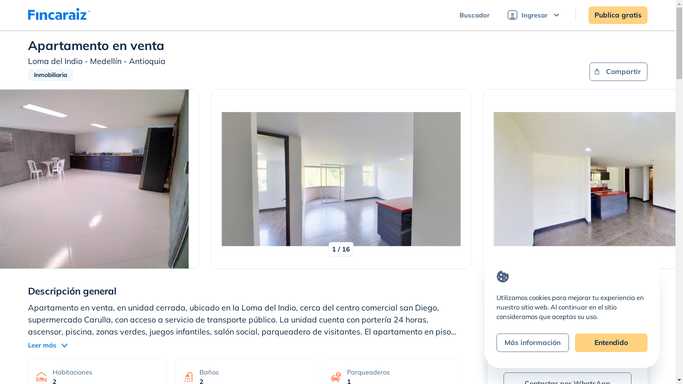 Fincaraiz
Buscador
Ingresar
Publica gratis
Apartamento en venta
Loma del Indio - Medellín - Antioquia
Inmobiliaria
Compartir
1 / 16
Descripción general
Apartamento en venta, en unidad cerrada, ubicado en la Loma del Indio, cerca del centro comercial san Diego,
supermercado Carulla, con acceso a servicio de transporte público. La unidad cuenta con portería 24 horas,
ascensor, piscina, zonas verdes, juegos infantiles, salón social, parqueadero de visitantes. El apartamento en piso...
Leer más
Habitaciones
2
Baños
2
Parqueaderos
1
Utilizamos cookies para mejorar tu experiencia en
nuestro sitio web. Al continuar en el sitio
consideramos que aceptas su uso.
Más información
Entendido
Contactar por WhatsApp